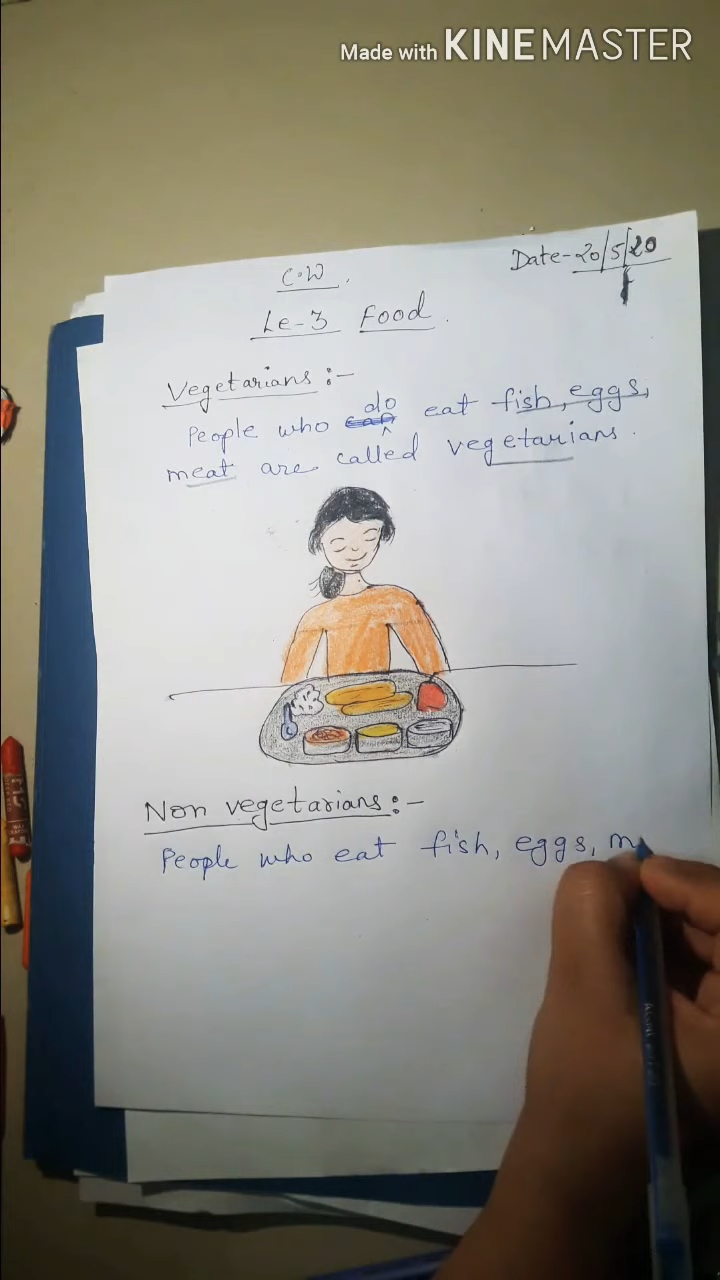 Made with KINEMASTER
Date-20/5/20
C.W.
Le-3 Food.
Vegetarians:-
do
People who eat fish, eggs,
meat are called vegetarians.
Non vegetarians:-
People who eat fish, eggs, m